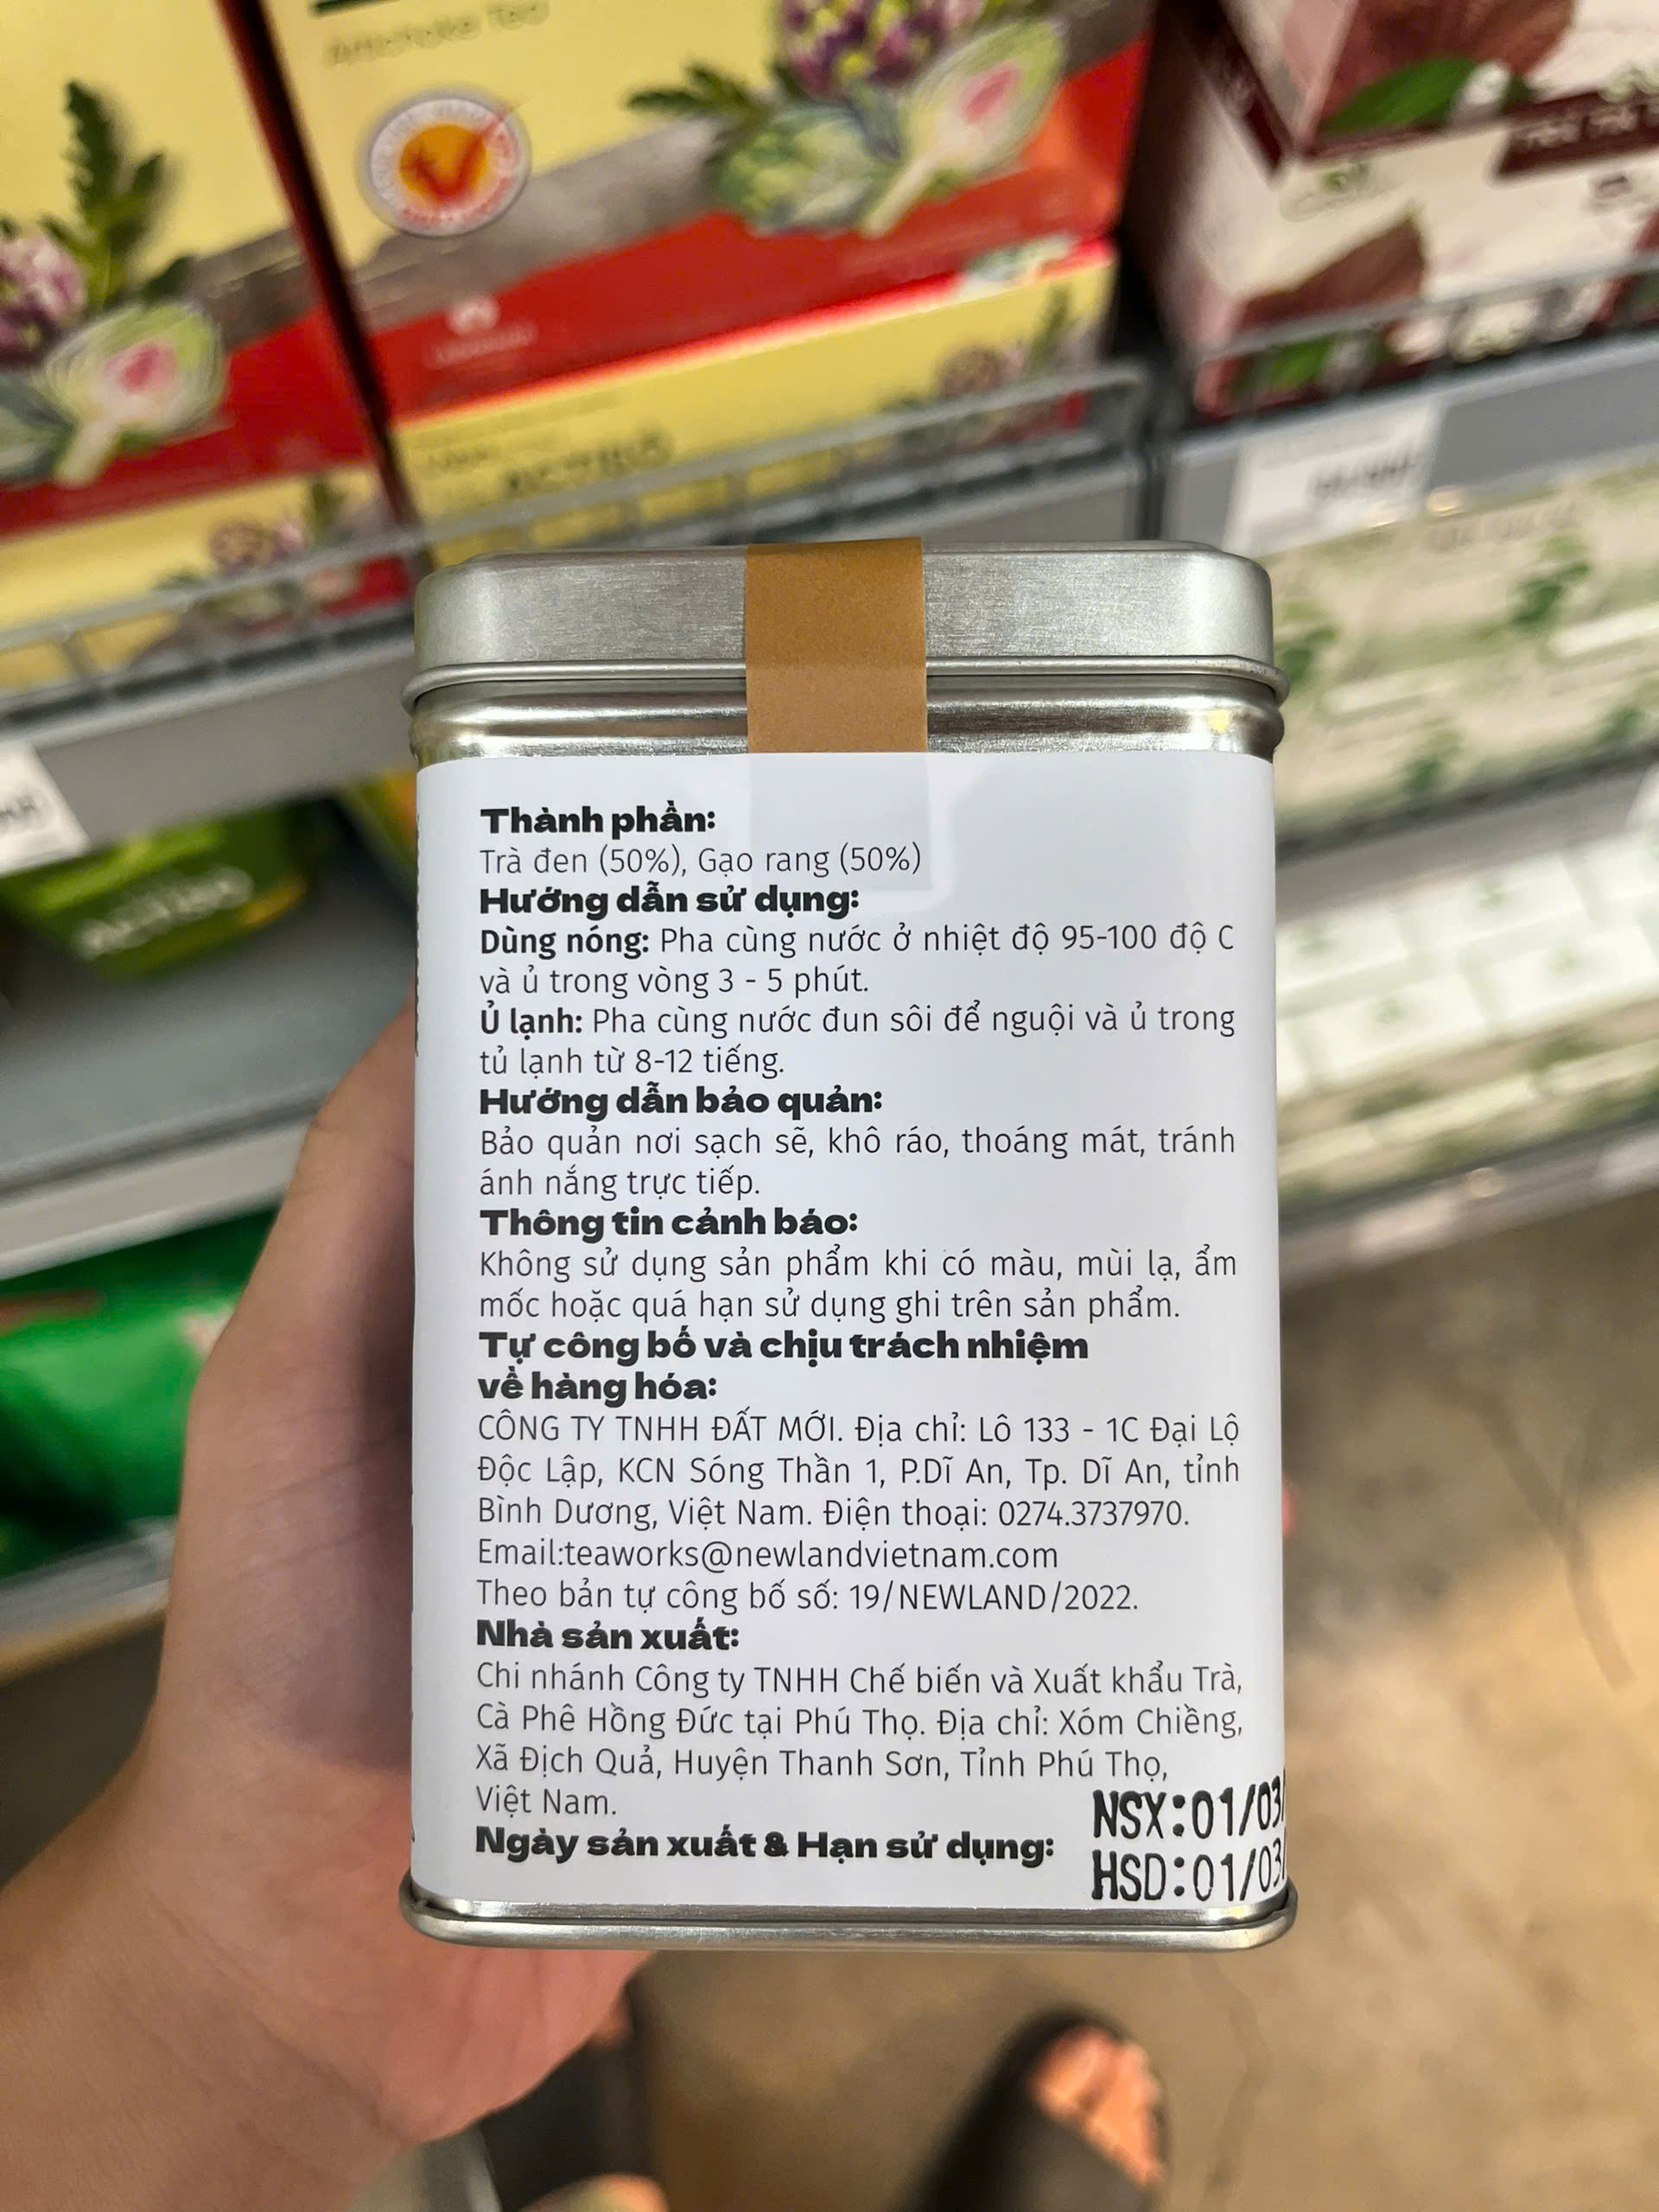 Artichoke Tea
Thành phần:
Trà đen (50%), Gạo rang (50%)
Hướng dẫn sử dụng:
Dùng nóng: Pha cùng nước ở nhiệt độ 95-100 độ C
và ủ trong vòng 3 - 5 phút.
Ủ lạnh: Pha cùng nước đun sôi để nguội và ủ trong
tủ lạnh từ 8-12 tiếng.
Hướng dẫn bảo quản:
Bảo quản nơi sạch sẽ, khô ráo, thoáng mát, tránh
ánh nắng trực tiếp.
Thông tin cảnh báo:
Không sử dụng sản phẩm khi có màu, mùi lạ, ẩm
mốc hoặc quá hạn sử dụng ghi trên sản phẩm.
Tự công bố và chịu trách nhiệm
về hàng hóa:
CÔNG TY TNHH ĐẤT MỚI. Địa chỉ: Lô 133 - 1C Đại Lộ
Độc Lập, KCN Sóng Thần 1, P.Dĩ An, Tp. Dĩ An, tỉnh
Bình Dương, Việt Nam. Điện thoại: 0274.3737970.
Email:teaworks@newlandvietnam.com
Theo bản tự công bố số: 19/NEWLAND/2022.
Nhà sản xuất:
Chi nhánh Công ty TNHH Chế biến và Xuất khẩu Trà,
Cà Phê Hồng Đức tại Phú Thọ. Địa chỉ: Xóm Chiềng,
Xã Địch Quả, Huyện Thanh Sơn, Tỉnh Phú Thọ,
Việt Nam.
Ngày sản xuất & Hạn sử dụng:
NSX:01/03/
HSD:01/03/